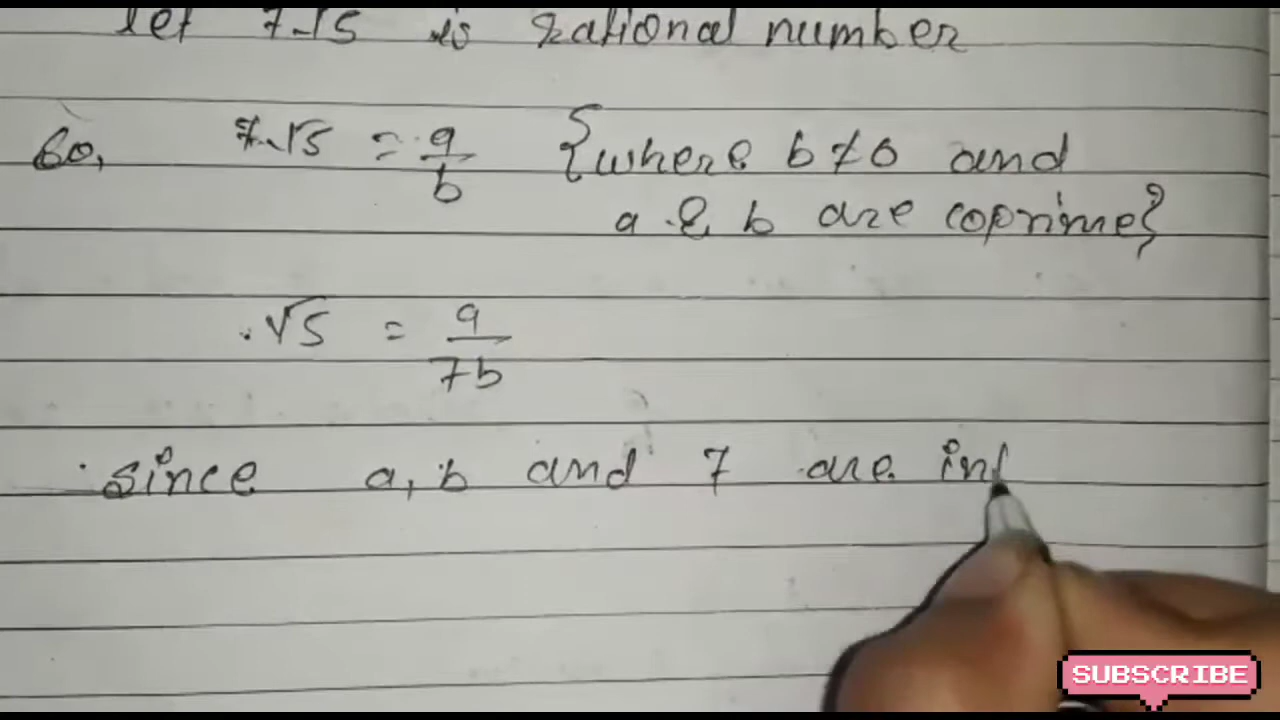 let 7√5 is rational number
So, 7√5 = a/b {where b≠0 and
a & b are coprime}
√5 = a/7b
since a, b and 7 are int
SUBSCRIBE